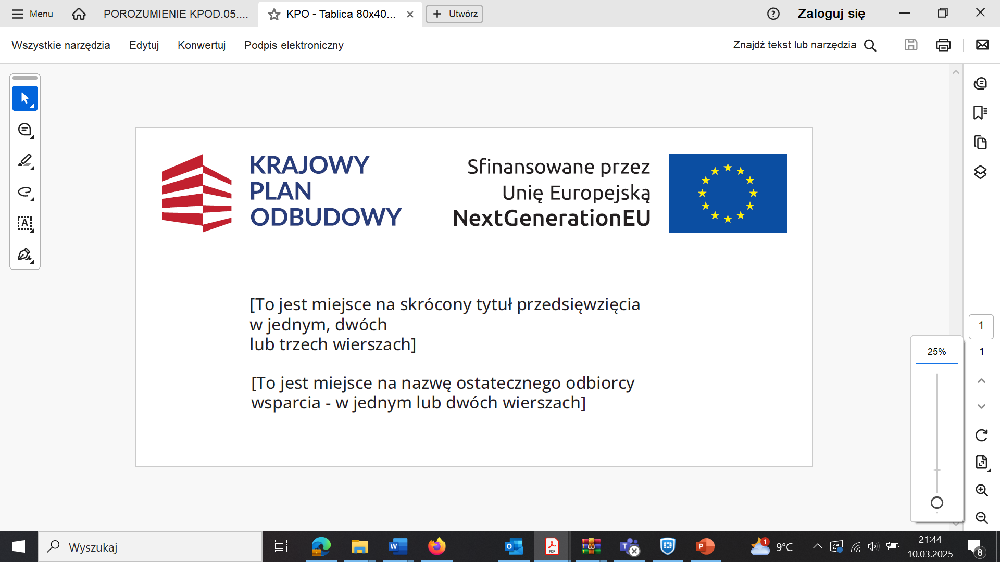 Menu
POROZUMIENIE KPOD.05....
KPO - Tablica 80x40...
Utwórz
Zaloguj się
Wszystkie narzędzia
Edytuj
Konwertuj
Podpis elektroniczny
Znajdź tekst lub narzędzia
KRAJOWY
PLAN
ODBUDOWY
Sfinansowane przez
Unię Europejską
NextGenerationEU
[To jest miejsce na skrócony tytuł przedsięwzięcia
w jednym, dwóch
lub trzech wierszach]
[To jest miejsce na nazwę ostatecznego odbiorcy
wsparcia - w jednym lub dwóch wierszach]
1
1
25%
Wyszukaj
1
9°C
21:44
10.03.2025
8